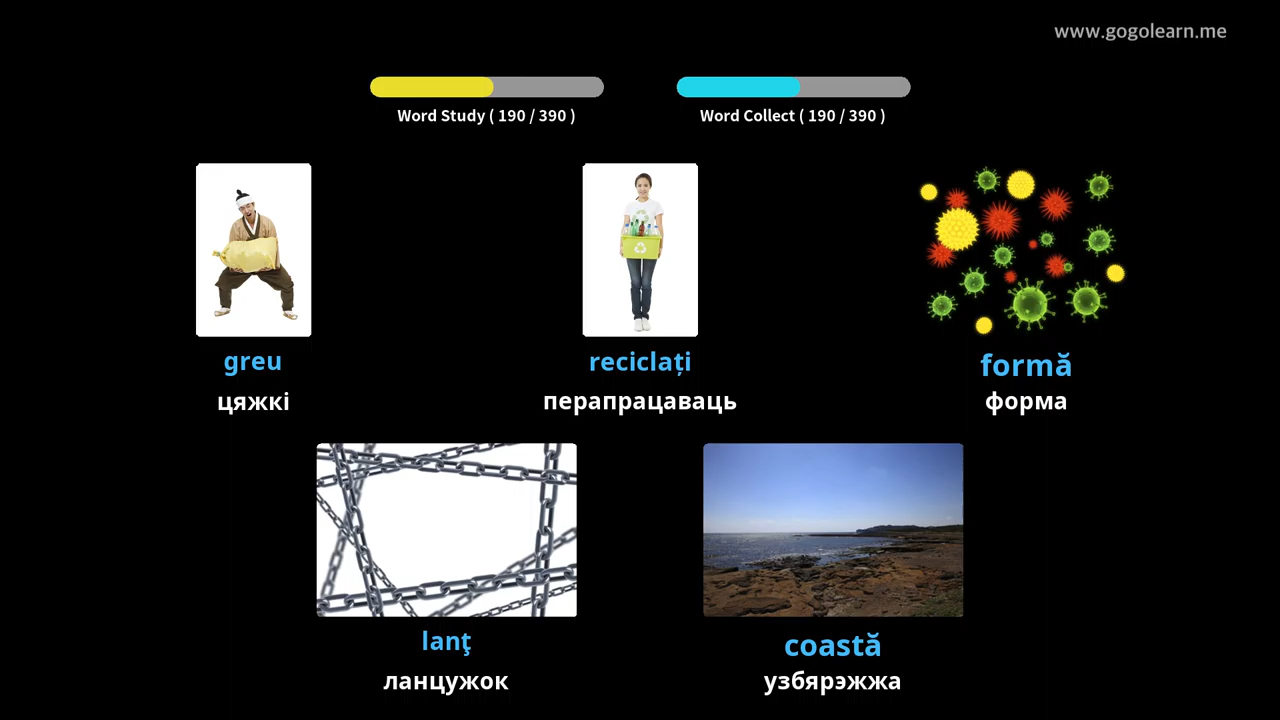 www.gogolearn.me
Word Study ( 190 / 390 )
Word Collect ( 190 / 390 )
greu
цяжкі
reciclați
перапрацаваць
formă
форма
lanţ
ланцужок
coastă
узбярэжжа